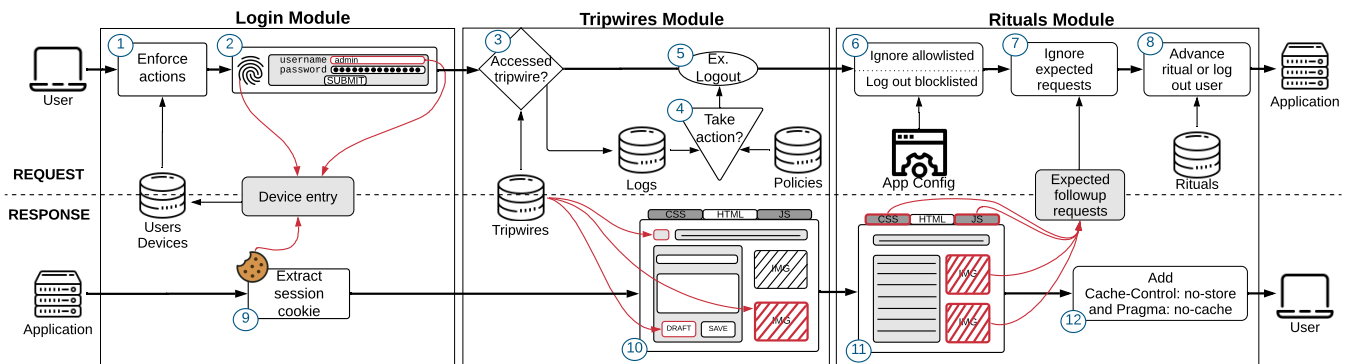 Login Module
Tripwires Module
Rituals Module
1
Enforce
actions
2
username admin
password
SUBMIT
3
Accessed
tripwire?
5
Ex.
Logout
4
Take
action?
6
Ignore allowlisted
Log out blocklisted
7
Ignore
expected
requests
8
Advance
ritual or log
out user
User
Application
Logs
Policies
App Config
Rituals
REQUEST
RESPONSE
Device entry
Users
Devices
Tripwires
Expected
followup
requests
CSS HTML JS
IMG
IMG
DRAFT SAVE
CSS HTML JS
IMG
IMG
Application
Extract
session
cookie
9
10
11
Add
Cache-Control: no-store
and Pragma: no-cache
12
User